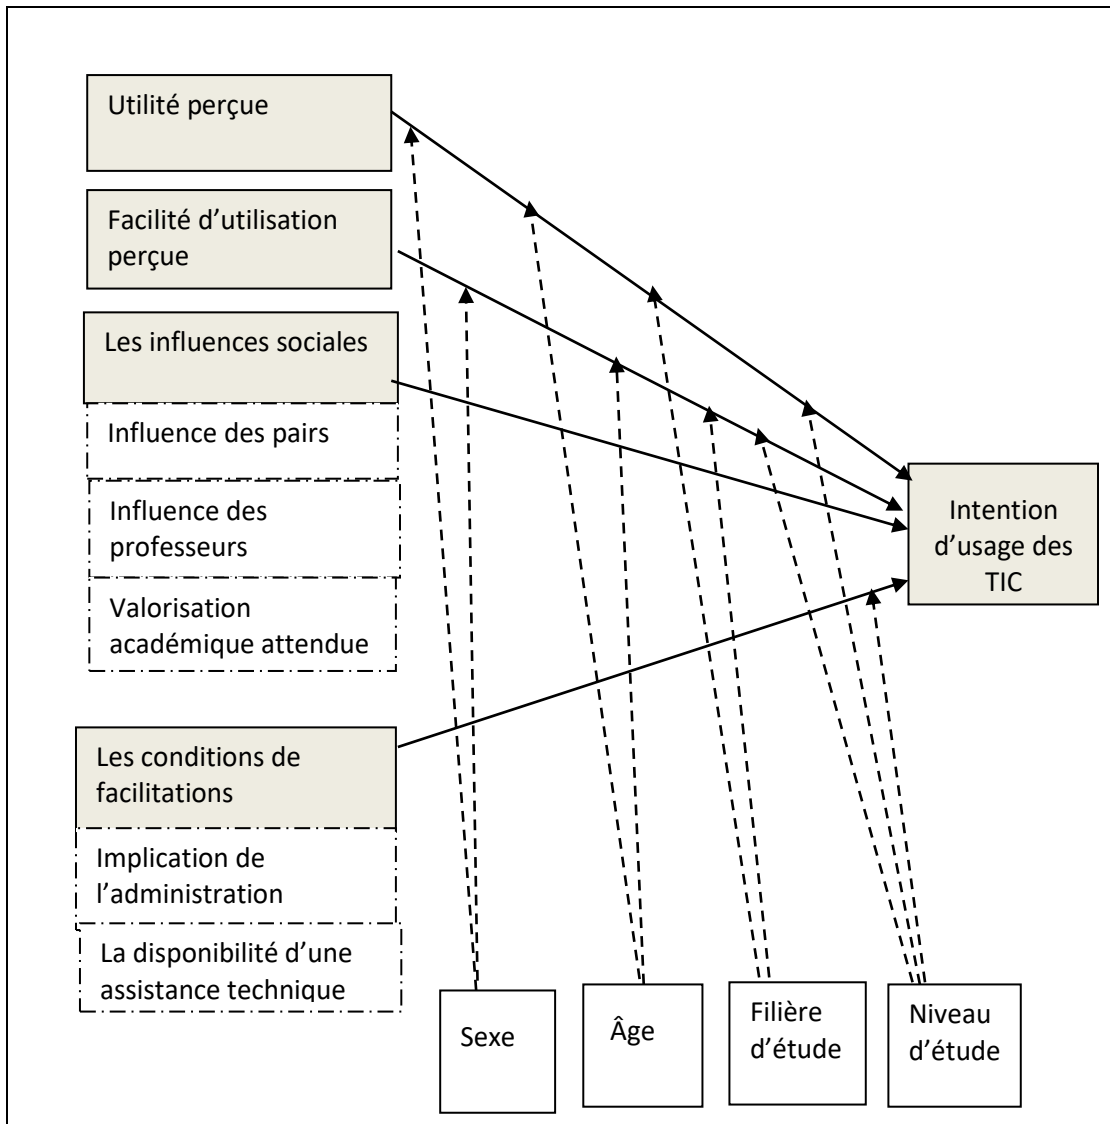 Utilité perçue
Facilité d’utilisation
perçue
Les influences sociales
Influence des pairs
Influence des
professeurs
Valorisation
académique attendue
Intention
d’usage des
TIC
Les conditions de
facilitations
Implication de
l’administration
La disponibilité d’une
assistance technique
Sexe
Âge
Filière
d’étude
Niveau
d’étude